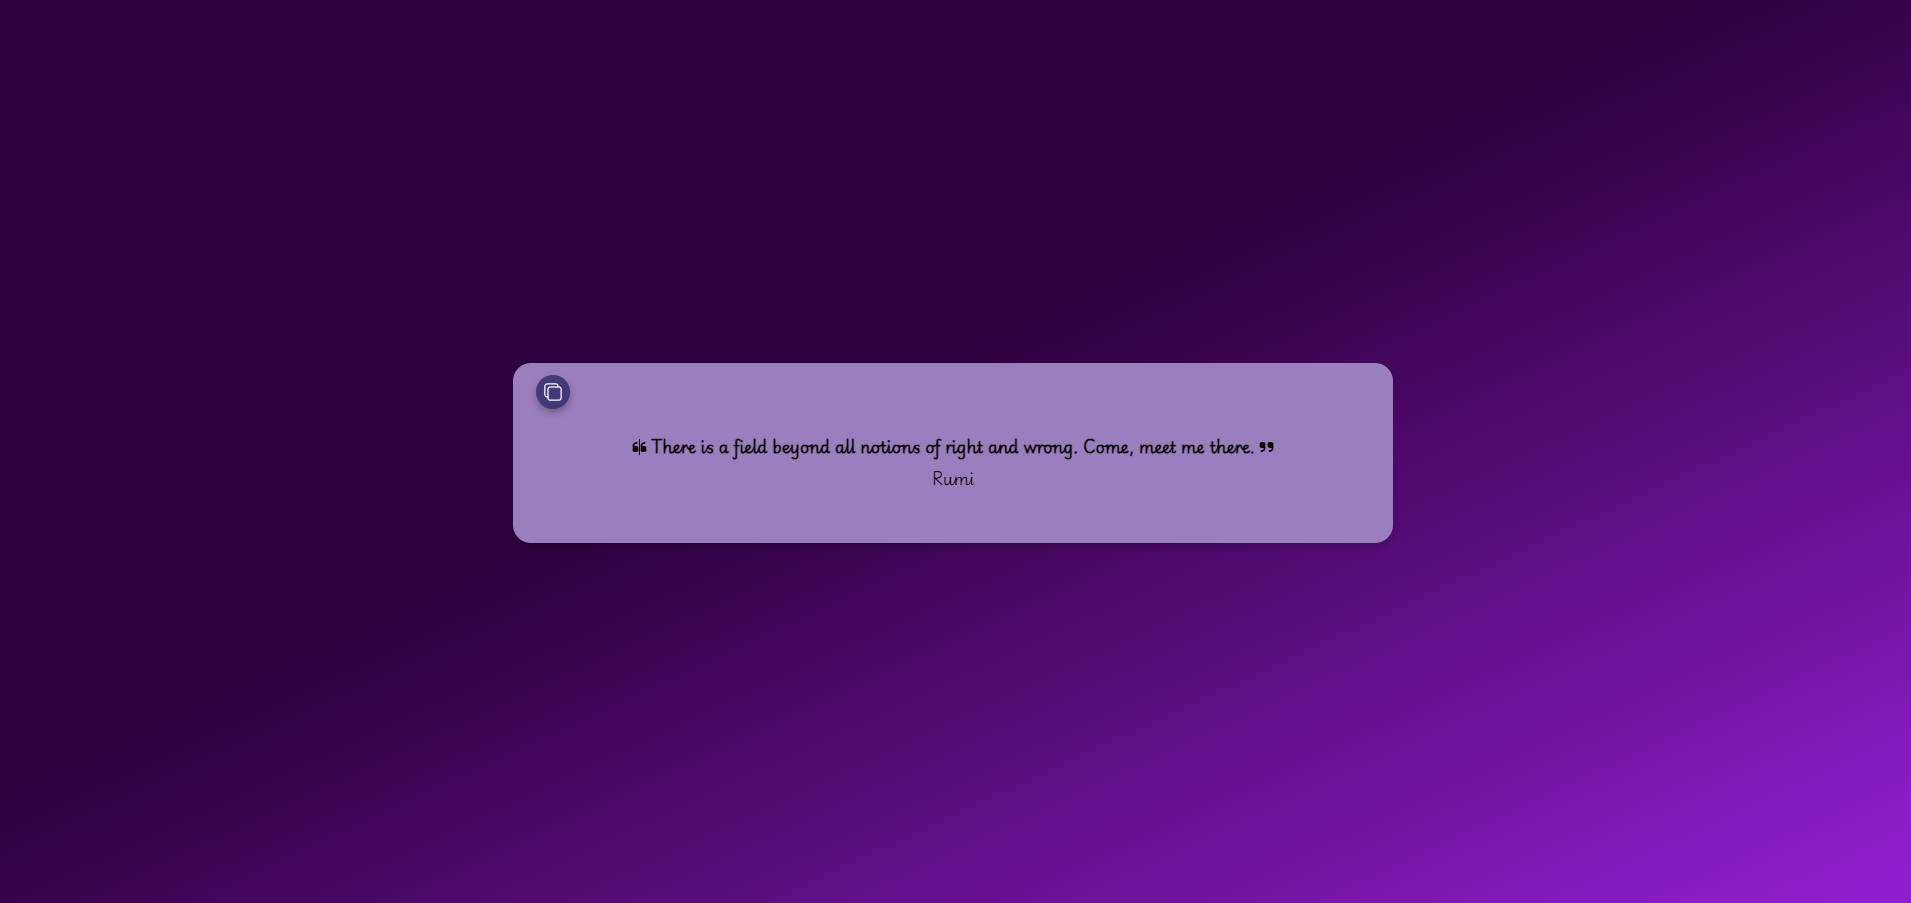 ❝ There is a field beyond all notions of right and wrong. Come, meet me there. ❞
Rumi